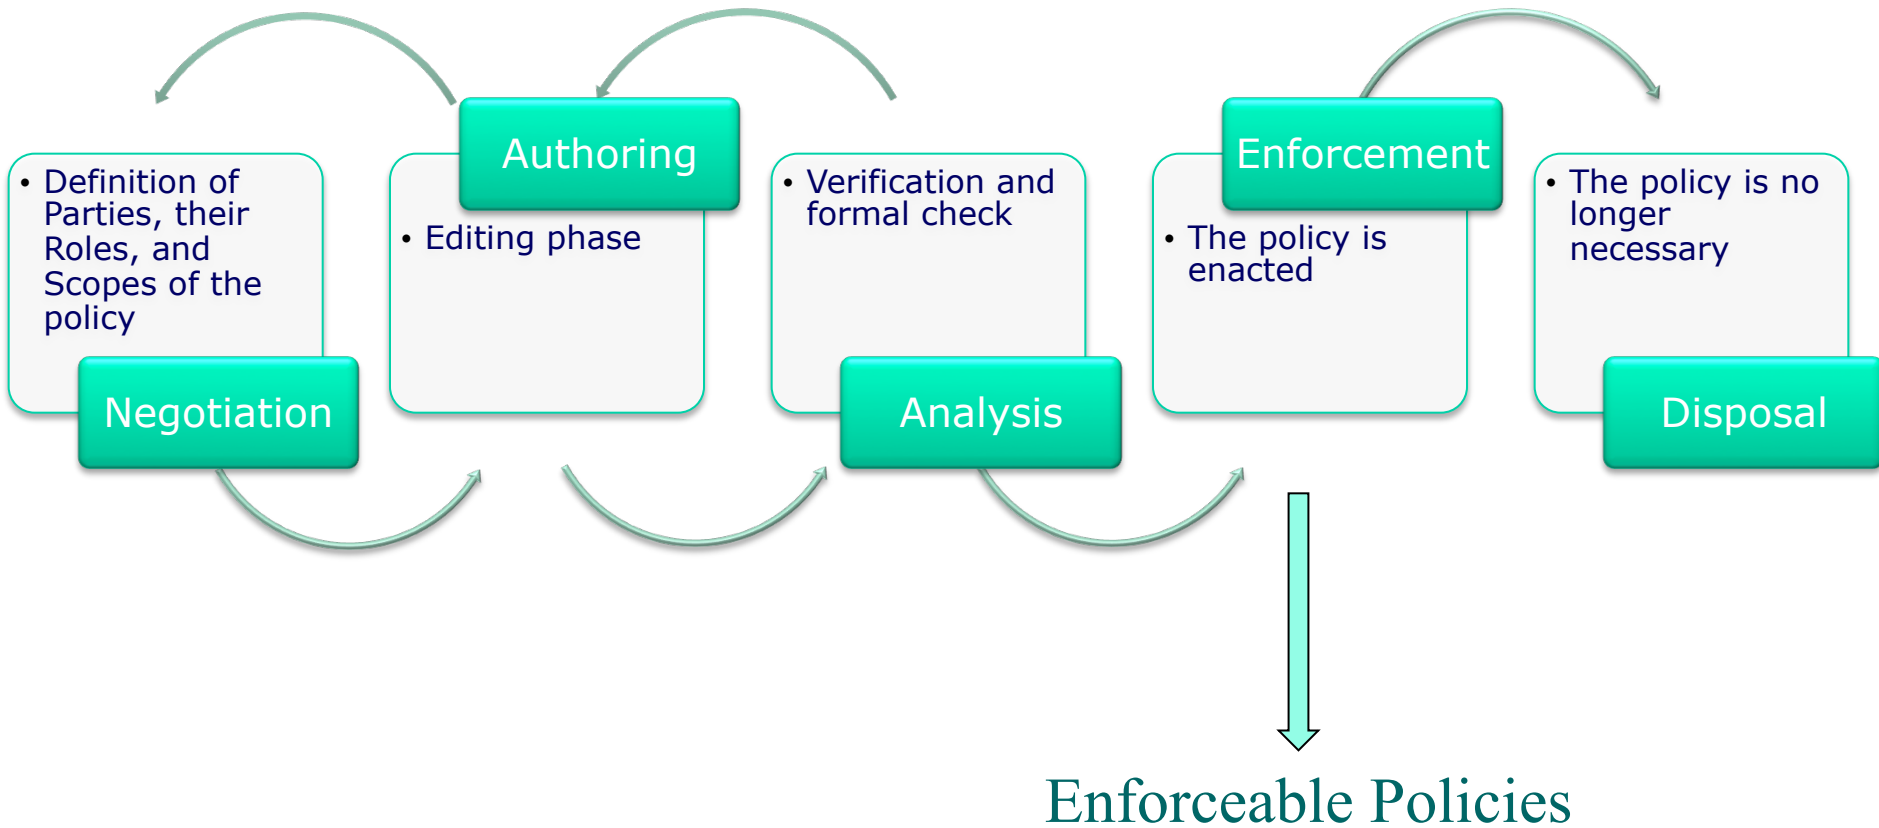 • Definition of
Parties, their
Roles, and
Scopes of the
policy
Negotiation
Authoring
• Editing phase
• Verification and
formal check
Analysis
Enforcement
• The policy is
enacted
• The policy is no
longer
necessary
Disposal
Enforceable Policies